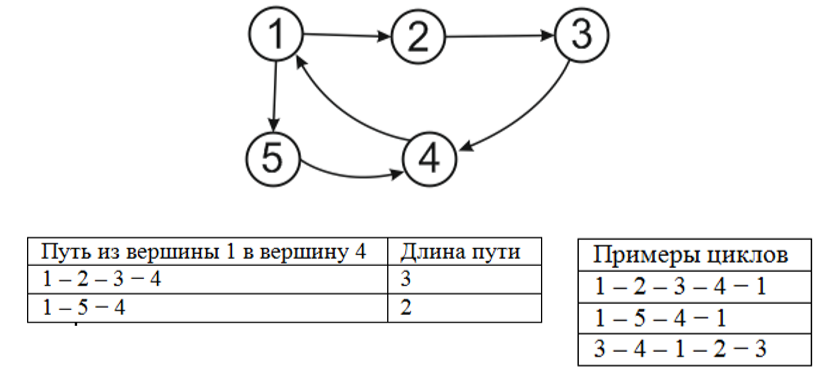 1
2
3
5
4
Путь из вершины 1 в вершину 4 Длина пути
1 – 2 – 3 − 4 3
1 – 5 − 4 2
Примеры циклов
1 – 2 – 3 – 4 − 1
1 – 5 – 4 − 1
3 – 4 – 1 – 2 − 3